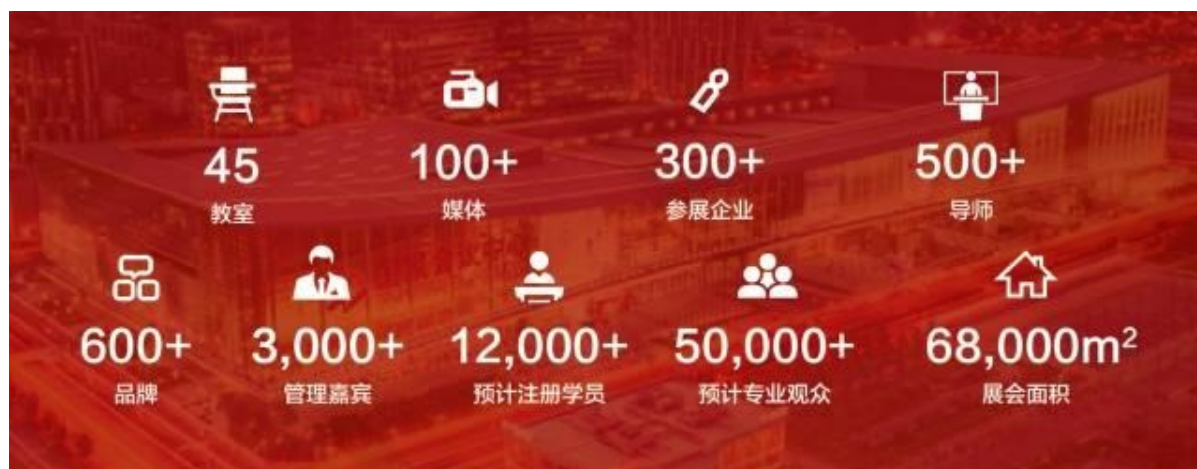 45
100+
300+
500+
教室
媒体
参展企业
导师
600+
3,000+
12,000+
50,000+
68,000m²
品牌
管理嘉宾
预计注册学员
预计专业观众
展会面积